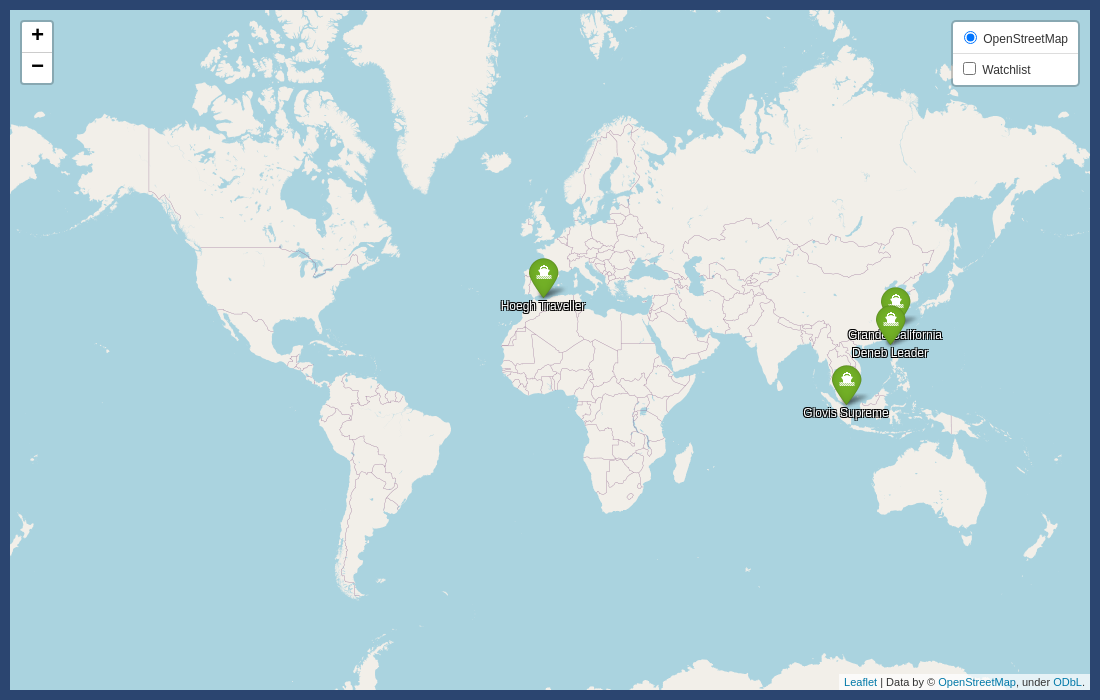 +
−
OpenStreetMap
Watchlist
Hoegh Traveller
Grande California
Deneb Leader
Glovis Supreme
Leaflet | Data by © OpenStreetMap, under ODbL.